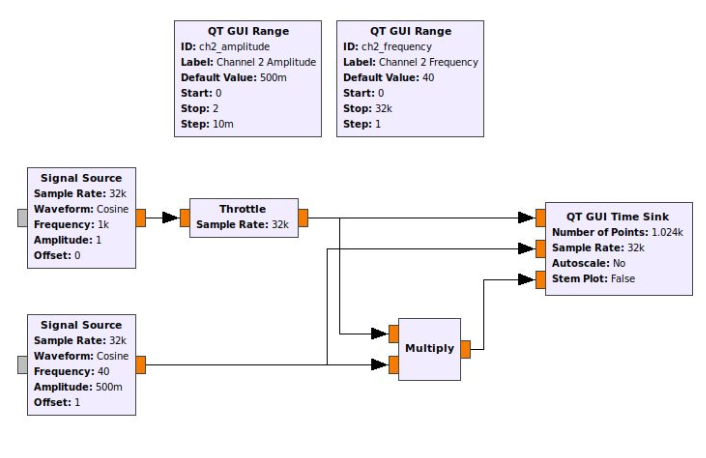 QT GUI Range
ID: ch2_amplitude
Label: Channel 2 Amplitude
Default Value: 500m
Start: 0
Stop: 2
Step: 10m
QT GUI Range
ID: ch2_frequency
Label: Channel 2 Frequency
Default Value: 40
Start: 0
Stop: 32k
Step: 1
Signal Source
Sample Rate: 32k
Waveform: Cosine
Frequency: 1k
Amplitude: 1
Offset: 0
Throttle
Sample Rate: 32k
QT GUI Time Sink
Number of Points: 1.024k
Sample Rate: 32k
Autoscale: No
Stem Plot: False
Signal Source
Sample Rate: 32k
Waveform: Cosine
Frequency: 40
Amplitude: 500m
Offset: 1
Multiply